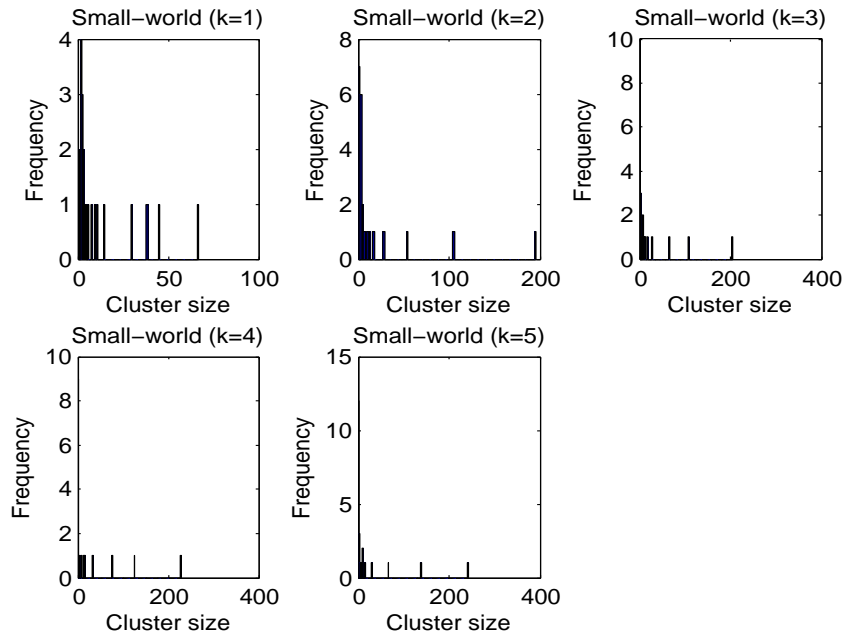 Small−world (k=1)
4
3
2
1
0
Frequency
0 50 100
Cluster size
Small−world (k=2)
8
6
4
2
0
Frequency
0 100 200
Cluster size
Small−world (k=3)
10
8
6
4
2
0
Frequency
0 200 400
Cluster size
Small−world (k=4)
10
8
6
4
2
0
Frequency
0 200 400
Cluster size
Small−world (k=5)
15
10
5
0
Frequency
0 200 400
Cluster size